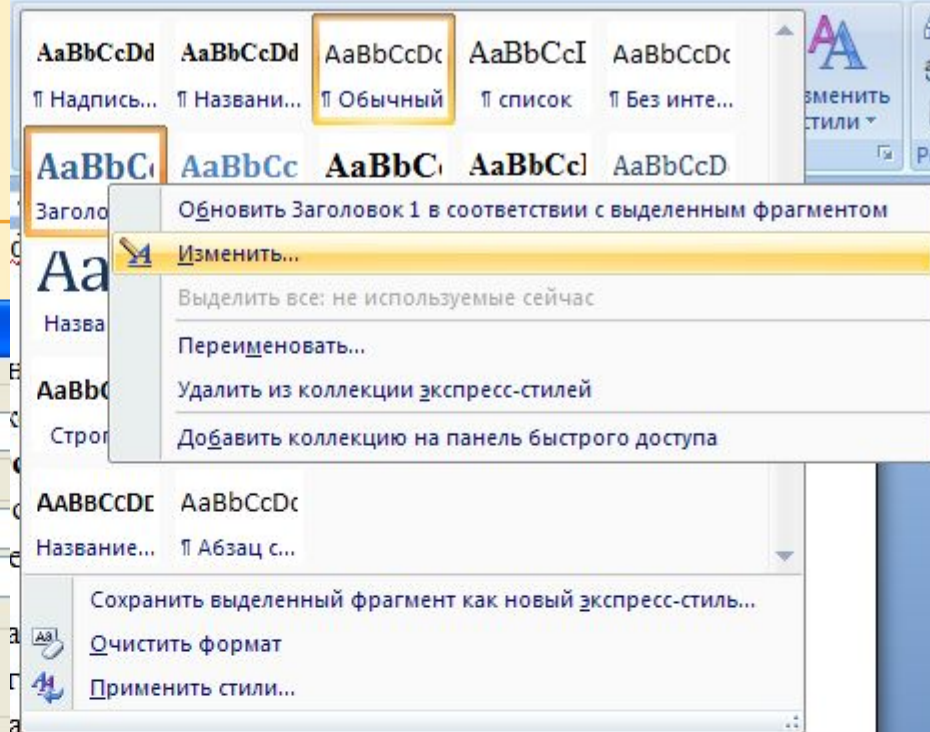 AaBbCcDd AaBbCcDd AaBbCcDc AaBbCcI AaBbCcDc
¶ Надпись... ¶ Названи... ¶ Обычный ¶ список ¶ Без инте...
зменить
стили
AaBbC AaBbCc AaBbC AaBbCcI AaBbCcD
Заголо
Обновить Заголовок 1 в соответствии с выделенным фрагментом
Aa
Изменить...
Выделить все: не используемые сейчас
Назва
Переименовать...
AaBbC
Удалить из коллекции экспресс-стилей
Строг
Добавить коллекцию на панель быстрого доступа
AABBCCDD AaBbCcDc
Название... ¶ Абзац с...
Сохранить выделенный фрагмент как новый экспресс-стиль...
Очистить формат
Применить стили...